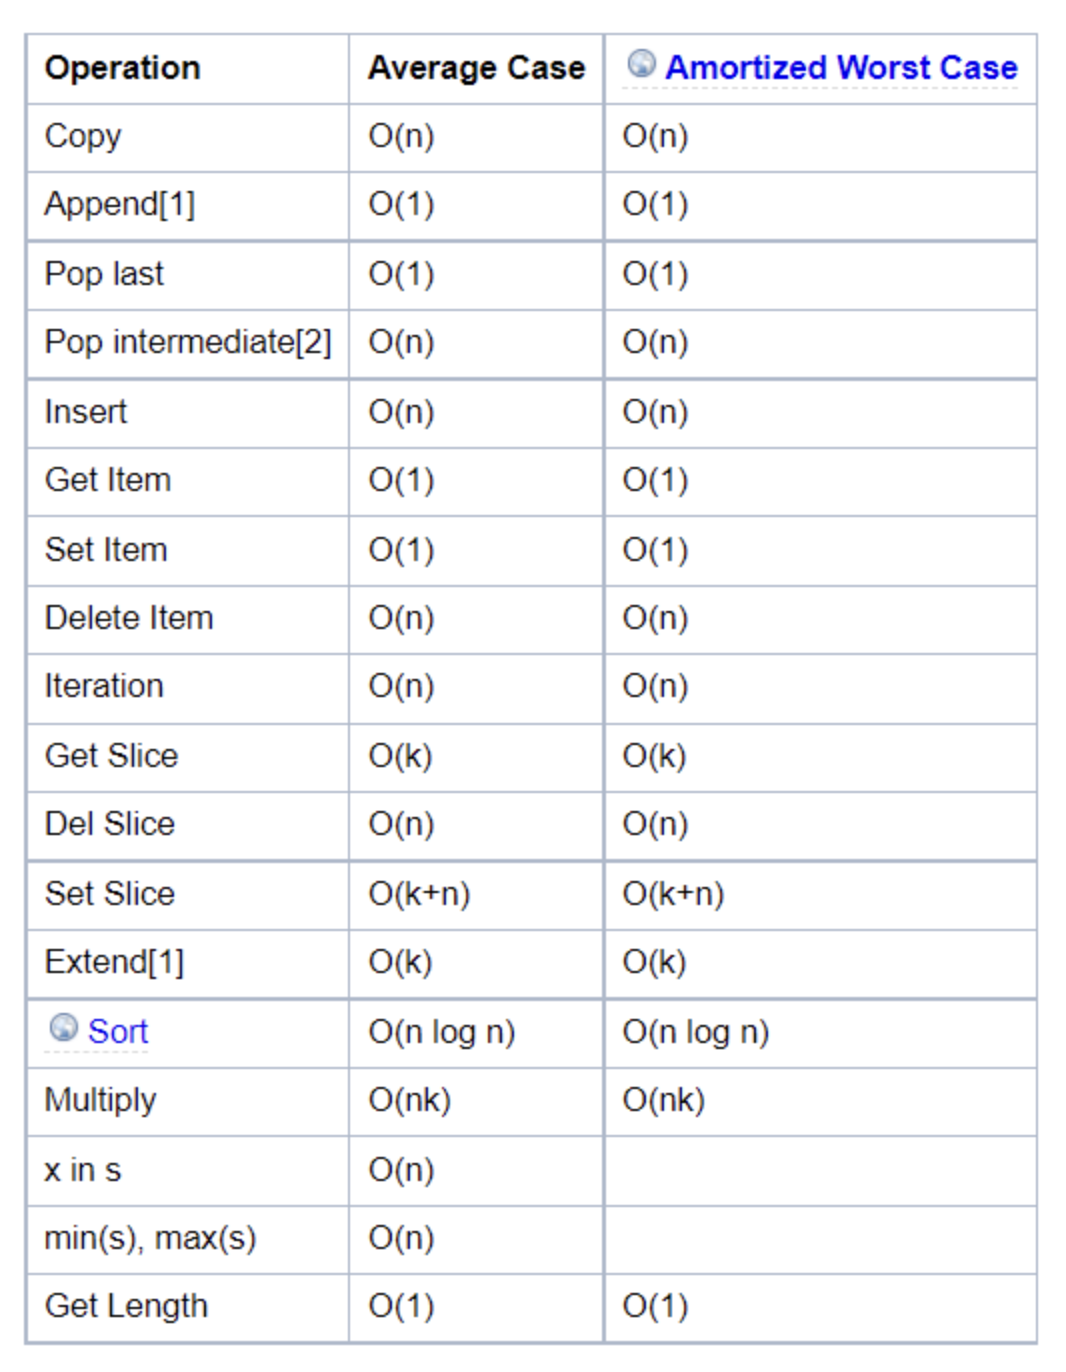 Operation Average Case Amortized Worst Case
Copy O(n) O(n)
Append[1] O(1) O(1)
Pop last O(1) O(1)
Pop intermediate[2] O(n) O(n)
Insert O(n) O(n)
Get Item O(1) O(1)
Set Item O(1) O(1)
Delete Item O(n) O(n)
Iteration O(n) O(n)
Get Slice O(k) O(k)
Del Slice O(n) O(n)
Set Slice O(k+n) O(k+n)
Extend[1] O(k) O(k)
Sort O(n log n) O(n log n)
Multiply O(nk) O(nk)
x in s O(n)
min(s), max(s) O(n)
Get Length O(1) O(1)